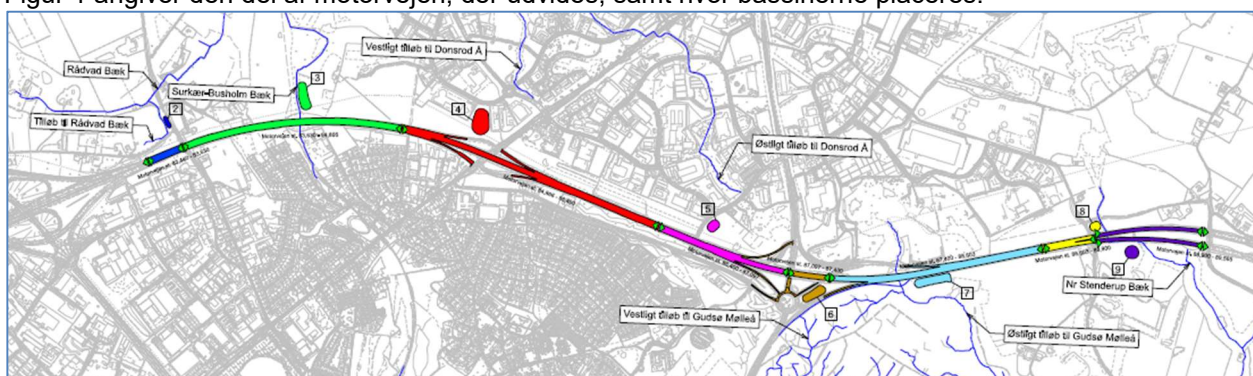 Figur 4 angiver den del af motorvejen, der udvides, samt hvor bassinerne placeres.
Vestligt tilløb til Donsrod Å
Rådvad Bæk
3
Surkær-Busholm Bæk
4
2
Tilløb til Rådvad Bæk
Østligt tilløb til Donsrod Å
5
8
9
Nr Stenderup Bæk
7
6
Vestligt tilløb til Gudsø Mølleå
Østligt tilløb til Gudsø Mølleå